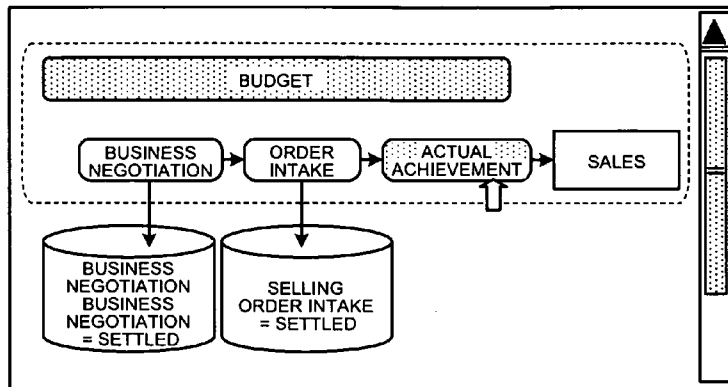 BUDGET
BUSINESS
NEGOTIATION
ORDER
INTAKE
ACTUAL
ACHIEVEMENT
SALES
BUSINESS
NEGOTIATION
BUSINESS
NEGOTIATION
= SETTLED
SELLING
ORDER INTAKE
= SETTLED